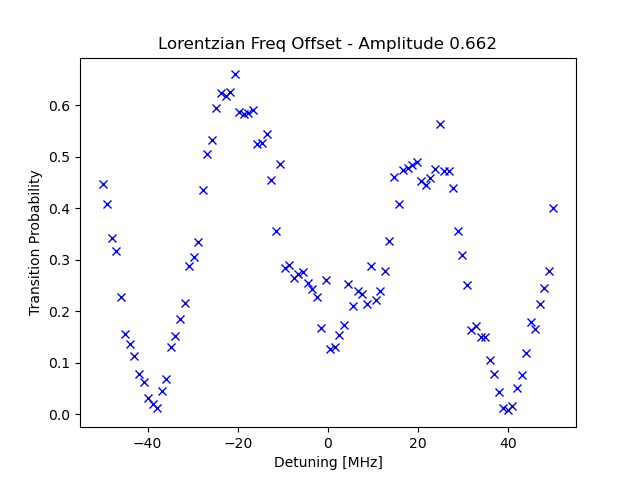 Lorentzian Freq Offset - Amplitude 0.662
Transition Probability
0.6
0.5
0.4
0.3
0.2
0.1
0.0
−40 −20 0 20 40
Detuning [MHz]